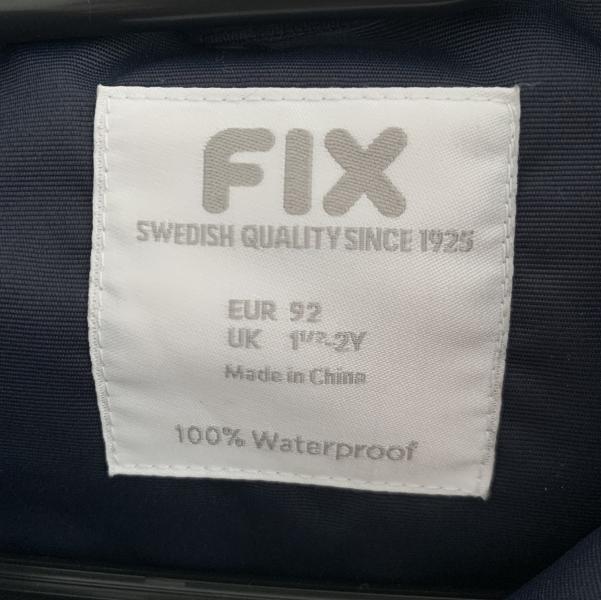 FIX
SWEDISH QUALITY SINCE 1925
EUR 92
UK 1½-2Y
Made in China
100% Waterproof